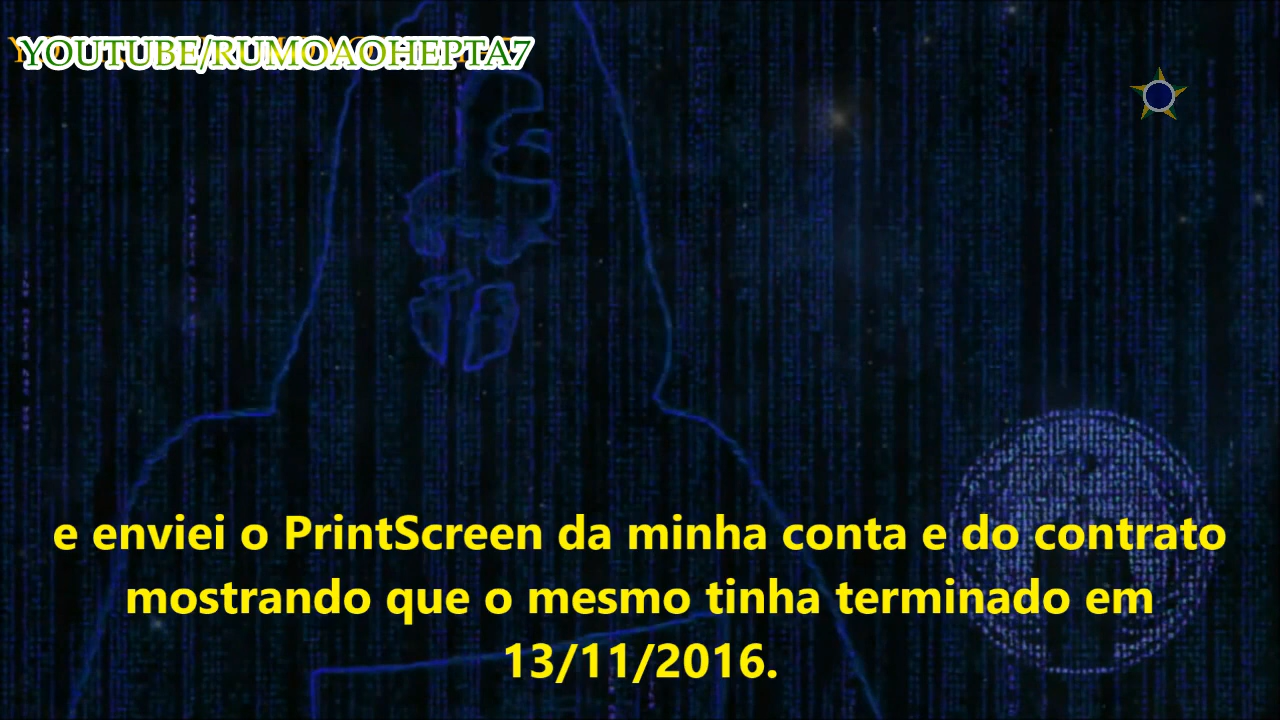 YOUTUBE/RUMOAOHEPTA7
e enviei o PrintScreen da minha conta e do contrato
mostrando que o mesmo tinha terminado em
13/11/2016.